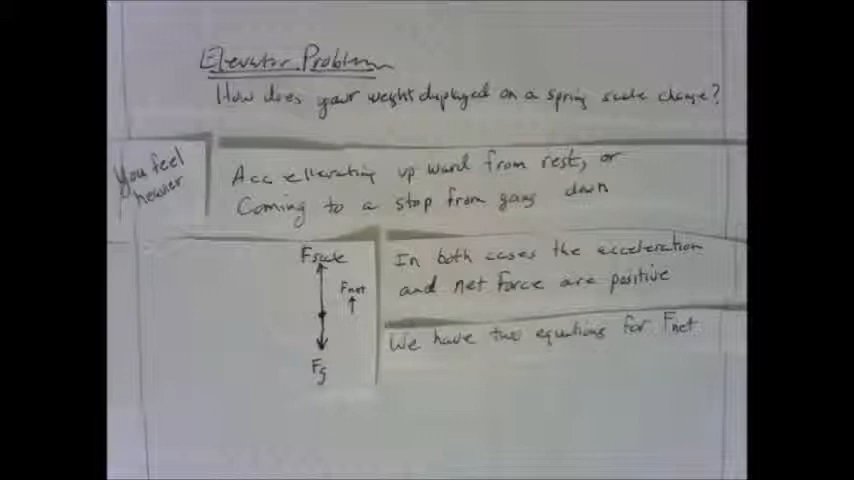 Elevator Problem
How does your weight displayed on a spring scale change?
You feel
heavier
Accellerating upward from rest, or
Coming to a stop from going down
Fscale
Fnet
Fg
In both cases the acceleration
and net force are positive
We have two equations for Fnet